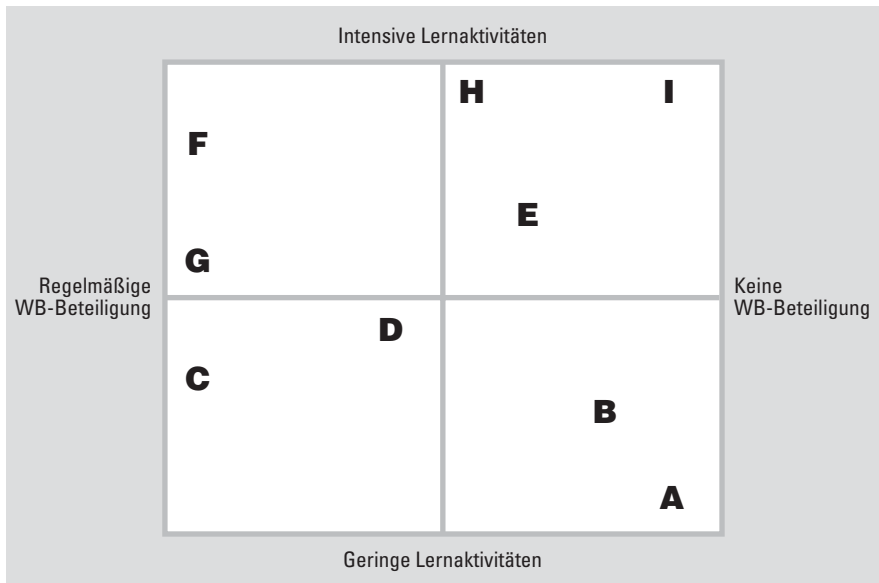 Intensive Lernaktivitäten
H I
F
E
G
Regelmäßige
WB-Beteiligung
Keine
WB-Beteiligung
D
C
B
A
Geringe Lernaktivitäten